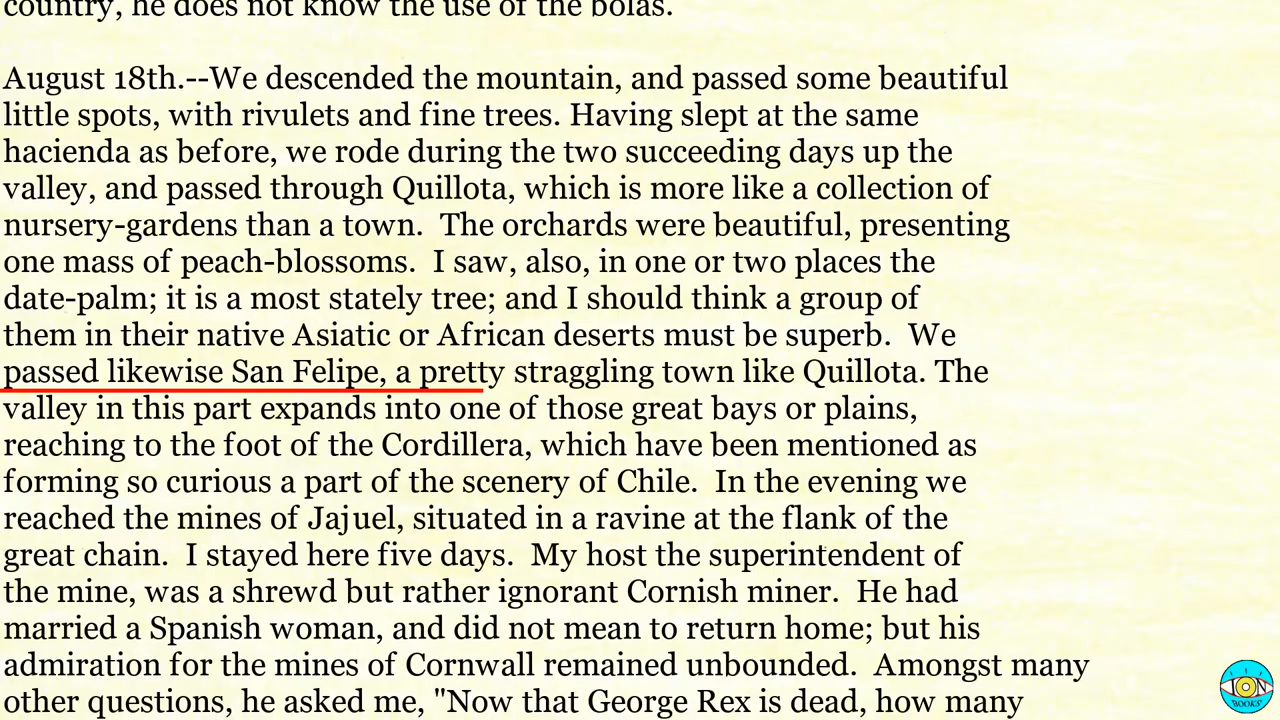 country, he does not know the use of the bolas.
August 18th.--We descended the mountain, and passed some beautiful
little spots, with rivulets and fine trees. Having slept at the same
hacienda as before, we rode during the two succeeding days up the
valley, and passed through Quillota, which is more like a collection of
nursery-gardens than a town.  The orchards were beautiful, presenting
one mass of peach-blossoms.  I saw, also, in one or two places the
date-palm; it is a most stately tree; and I should think a group of
them in their native Asiatic or African deserts must be superb.  We
passed likewise San Felipe, a pretty straggling town like Quillota. The
valley in this part expands into one of those great bays or plains,
reaching to the foot of the Cordillera, which have been mentioned as
forming so curious a part of the scenery of Chile.  In the evening we
reached the mines of Jajuel, situated in a ravine at the flank of the
great chain.  I stayed here five days.  My host the superintendent of
the mine, was a shrewd but rather ignorant Cornish miner.  He had
married a Spanish woman, and did not mean to return home; but his
admiration for the mines of Cornwall remained unbounded.  Amongst many
other questions, he asked me, "Now that George Rex is dead, how many
ION
BOOKS